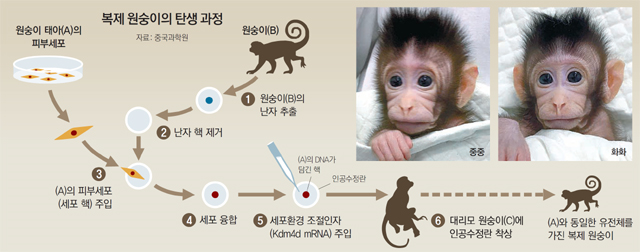 복제 원숭이의 탄생 과정
자료: 중국과학원
원숭이 태아(A)의
피부세포
원숭이(B)
1 원숭이(B)의
난자 추출
2 난자 핵 제거
3
(A)의 피부세포
(세포 핵) 주입
4 세포 융합
(A)의 DNA가
담긴 핵
인공수정란
5 세포환경 조절인자
(Kdm4d mRNA) 주입
6 대리모 원숭이(C)에
인공수정란 착상
(A)와 동일한 유전체를
가진 복제 원숭이
중중
화화